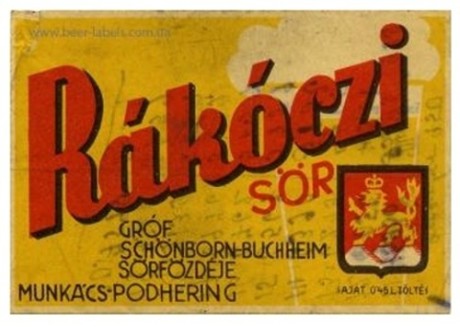 www.beer-labels.com.ua
Rákóczi
SÖR
GRÓF
SCHÖNBORN-BUCHHEIM
SÖRFŐZDÉJE
MUNKÁCS-PODHERING
SAJÁT 0·45 L TÖLTÉS